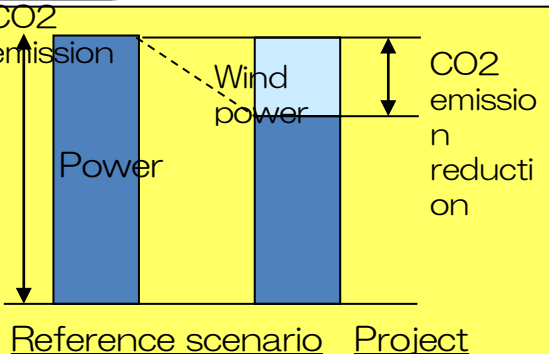 CO2
emission
Wind
power
Power
CO2
emissio
n
reducti
on
Reference scenario
Project